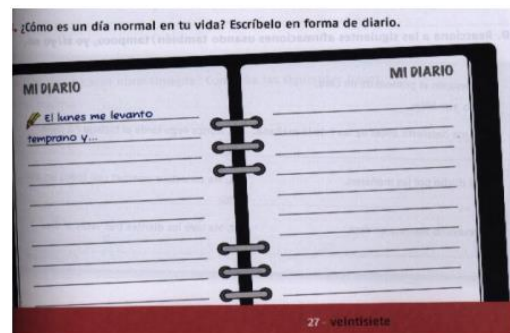 . ¿Cómo es un día normal en tu vida? Escríbelo en forma de diario.
MI DIARIO
El lunes me levanto
temprano y...
MI DIARIO
27 - veintisiete